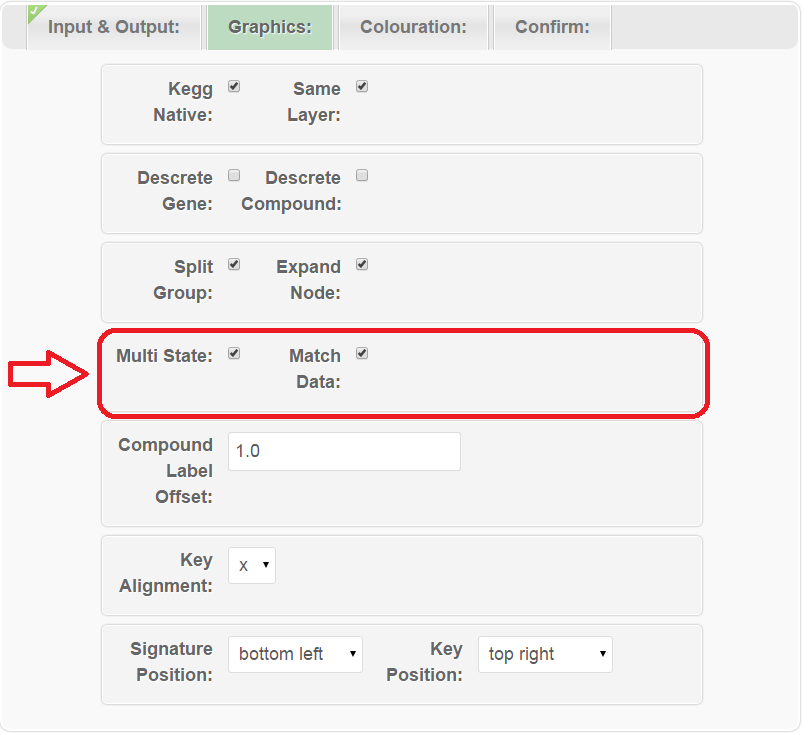 Input & Output: Graphics: Colouration: Confirm:
Kegg Same
Native: Layer:
Descrete Descrete
Gene: Compound:
Split Expand
Group: Node:
Multi State: Match
Data:
Compound
Label
Offset:
1.0
Key
Alignment:
x
Signature
Position:
bottom left
Key
Position:
top right